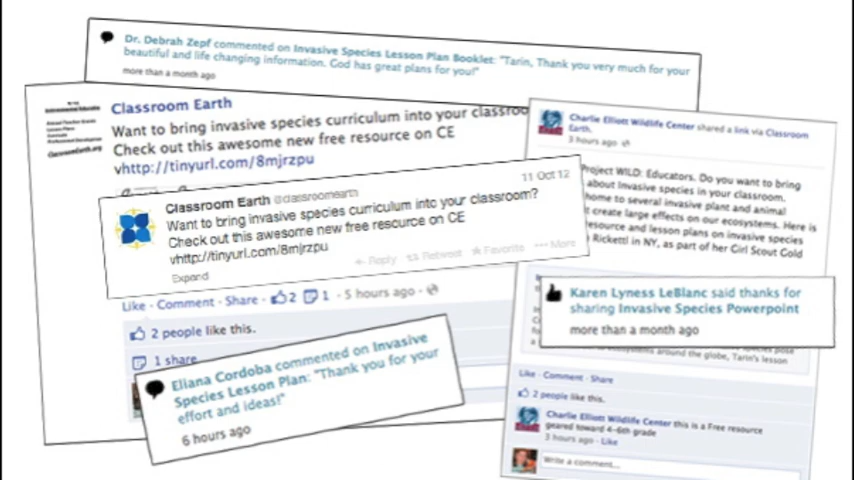 Dr. Debrah Zepf commented on Invasive Species Lesson Plan Booklet: "Tarin, Thank you very much for your
beautiful and life changing information. God has great plans for you!"
more than a month ago
ClassroomEarth.org
Classroom Earth
Want to bring invasive species curriculum into your classroo
Check out this awesome new free resource on CE
vhttp://tinyurl.com/8mjrzpu
Classroom Earth @classroomearth
11 Oct 12
Want to bring invasive species curriculum into your classroom?
Check out this awesome new free resource on CE
vhttp://tinyurl.com/8mjrzpu
Expand
Reply Retweet Favorite More
Like · Comment · Share · 2 1 · 5 hours ago ·
2 people like this.
1 share
Eliana Cordoba commented on Invasive
Species Lesson Plan: "Thank you for your
effort and ideas!"
6 hours ago
Charlie Elliott Wildlife Center shared a link via Classroom
Earth.
3 hours ago
Project WILD: Educators. Do you want to bring
about Invasive species in your classroom.
home to several invasive plant and animal
create large effects on our ecosystems. Here is
resource and lesson plans on invasive species
Ricketti in NY, as part of her Girl Scout Gold
Karen Lyness LeBlanc said thanks for
sharing Invasive Species Powerpoint
more than a month ago
ecosystems around the globe, Tarin's lesson
Like · Comment · Share
2 people like this.
Charlie Elliott Wildlife Center this is a Free resource
geared toward 4-6th grade
3 hours ago · Like
Write a comment...